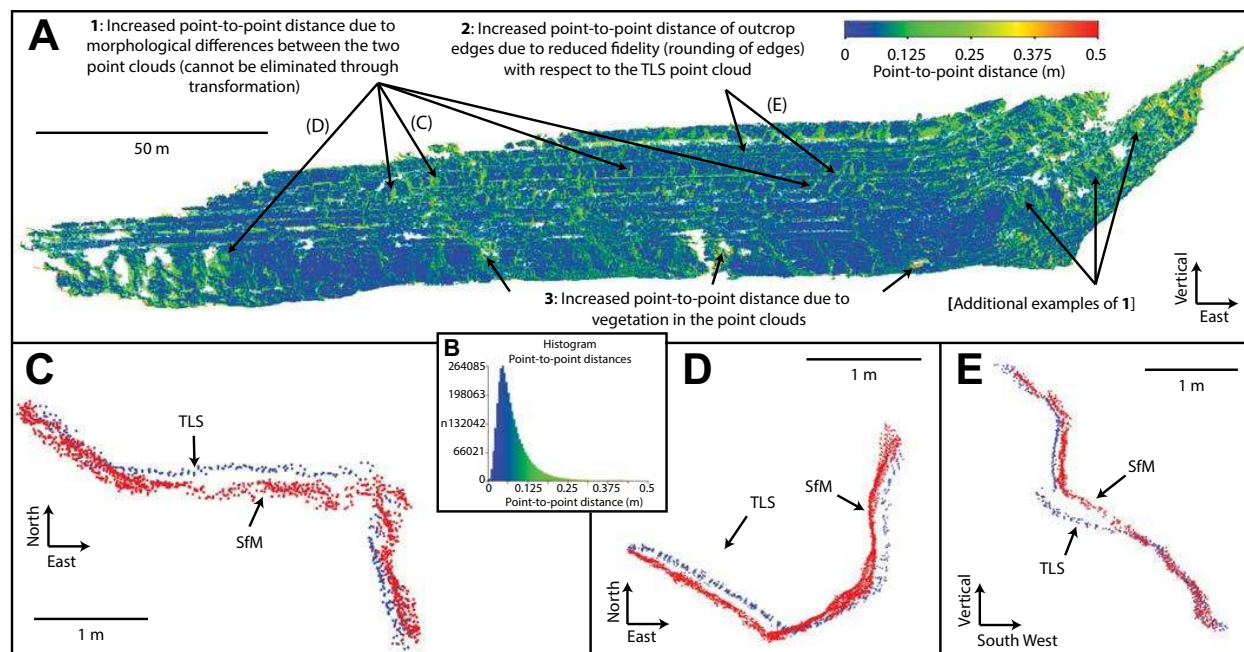 A
1: Increased point-to-point distance due to
morphological differences between the two
point clouds (cannot be eliminated through
transformation)
2: Increased point-to-point distance of outcrop
edges due to reduced fidelity (rounding of edges)
with respect to the TLS point cloud
0 0.125 0.25 0.375 0.5
Point-to-point distance (m)
(D)
(C)
(E)
50 m
3: Increased point-to-point distance due to
vegetation in the point clouds
[Additional examples of 1]
Vertical
East
B
Histogram
Point-to-point distances
264085
198063
n132042
66021
0
0 0.125 0.25 0.375 0.5
Point-to-point distance (m)
C
TLS
SfM
North
East
1 m
D
1 m
TLS
SfM
North
East
E
1 m
SfM
TLS
Vertical
South West